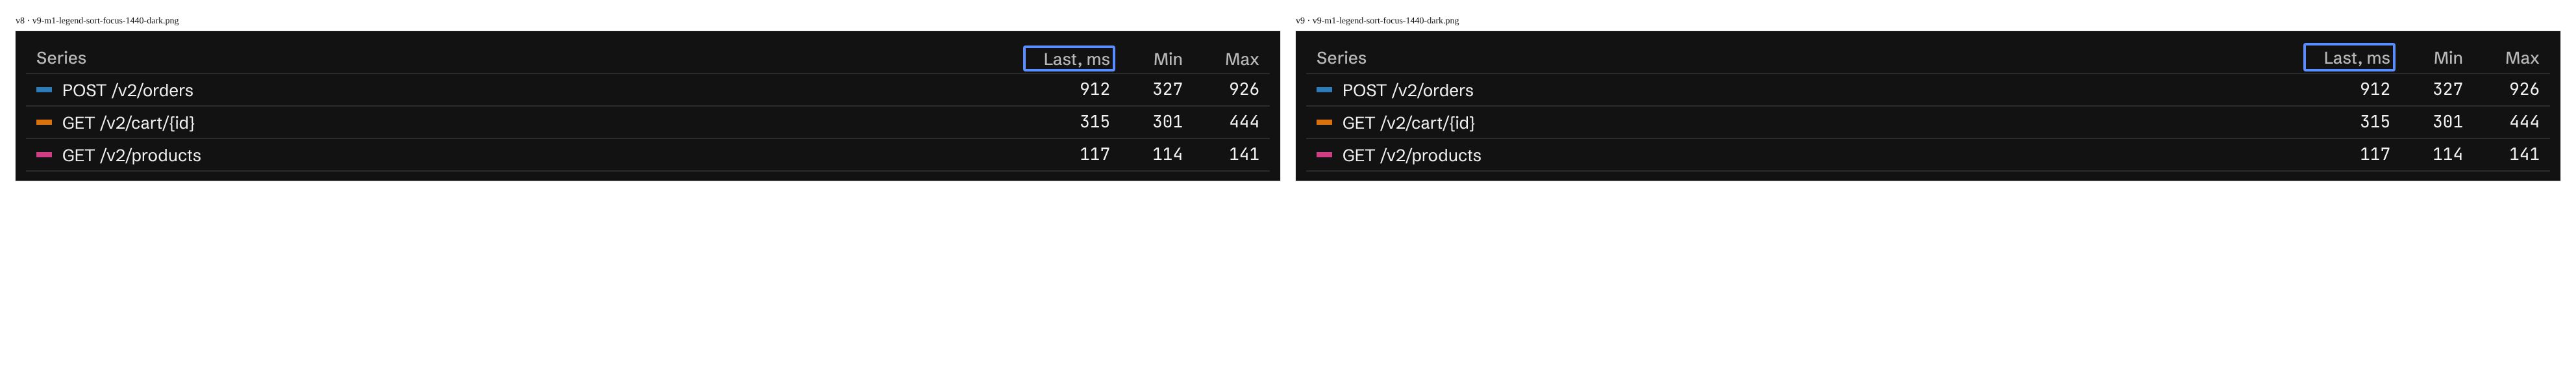 v8 · v9-m1-legend-sort-focus-1440-dark.png
Series Last, ms Min Max
POST /v2/orders 912 327 926
GET /v2/cart/{id} 315 301 444
GET /v2/products 117 114 141
v9 · v9-m1-legend-sort-focus-1440-dark.png
Series Last, ms Min Max
POST /v2/orders 912 327 926
GET /v2/cart/{id} 315 301 444
GET /v2/products 117 114 141